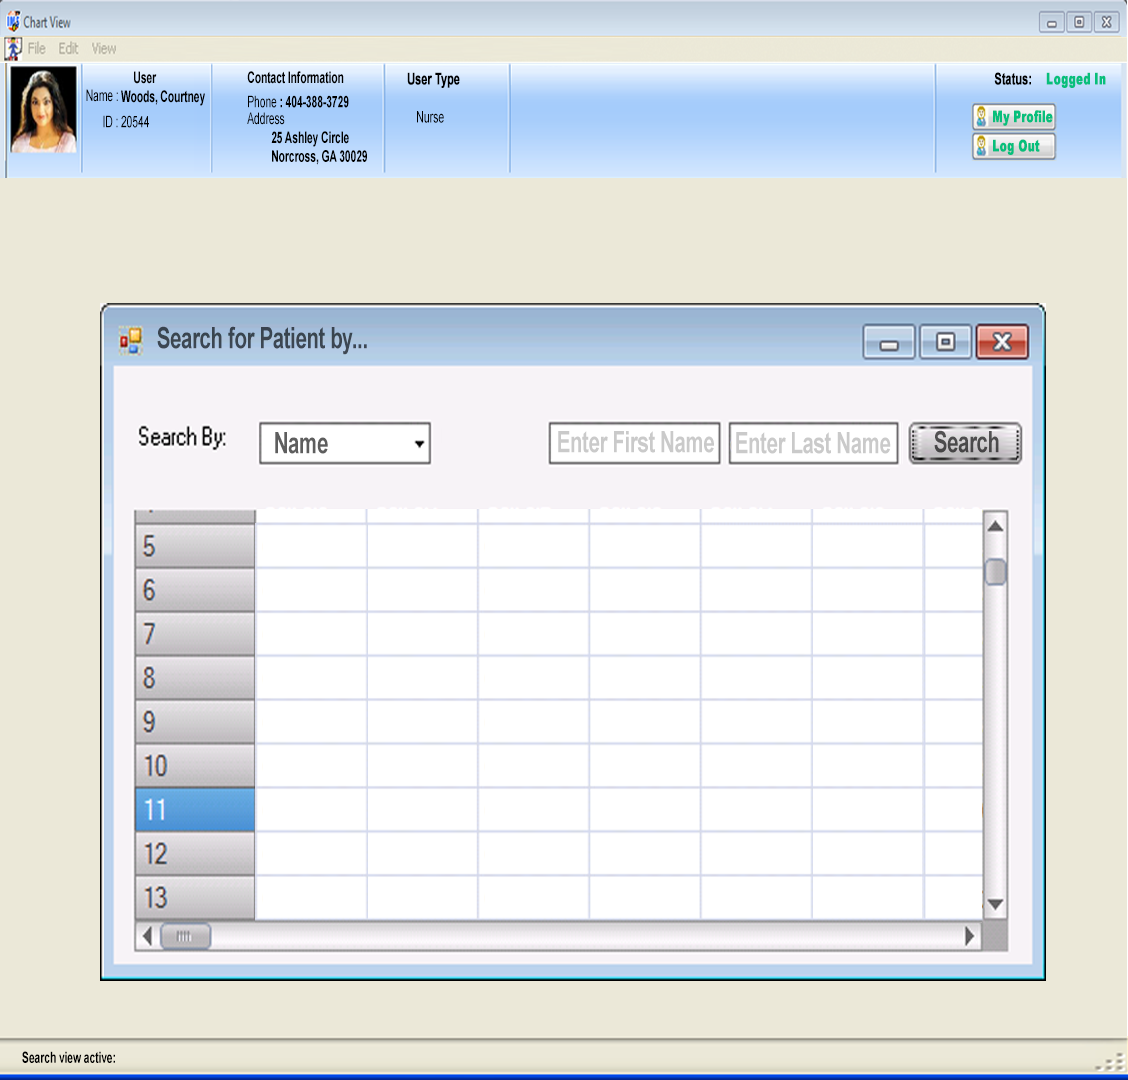 Chart View
File Edit View
User
Name : Woods, Courtney
ID : 20544
Contact Information
Phone : 404-388-3729
Address
25 Ashley Circle
Norcross, GA 30029
User Type
Nurse
Status: Logged In
My Profile
Log Out
Search for Patient by...
Search By: Name Enter First Name Enter Last Name Search
5
6
7
8
9
10
11
12
13
Search view active: